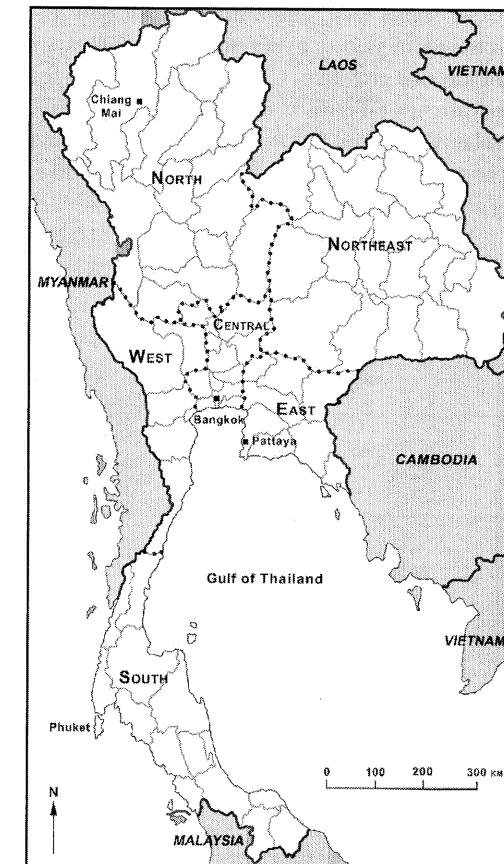 LAOS
VIETNAM
Chiang
Mai
NORTH
NORTHEAST
MYANMAR
CENTRAL
WEST
EAST
Bangkok
Pattaya
CAMBODIA
Gulf of Thailand
VIETNAM
SOUTH
Phuket
0 100 200 300 KM
N
MALAYSIA